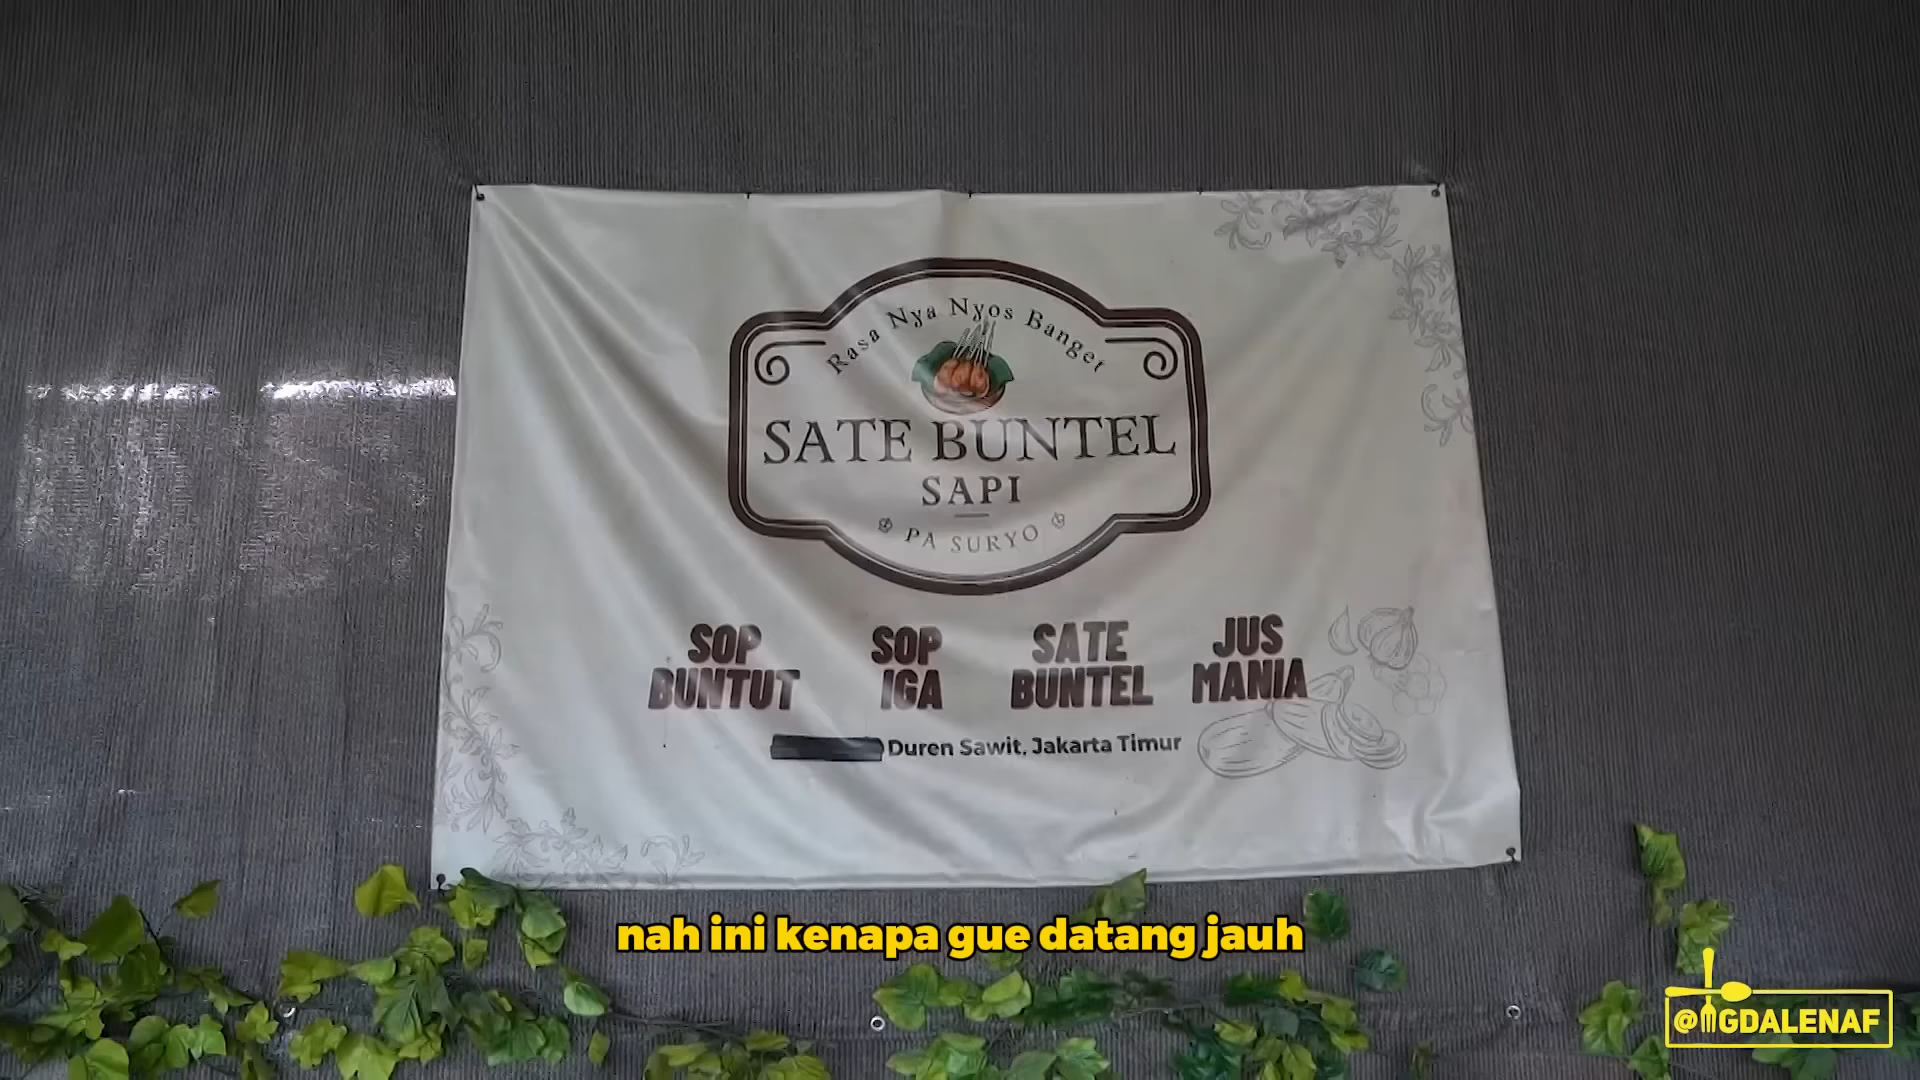 Rasa Nya Nyos Banget
SATE BUNTEL
SAPI
PA SURYO
SOP
BUNTUT
SOP
IGA
SATE
BUNTEL
JUS
MANIA
Duren Sawit, Jakarta Timur
nah ini kenapa gue datang jauh
@MGDALENAF